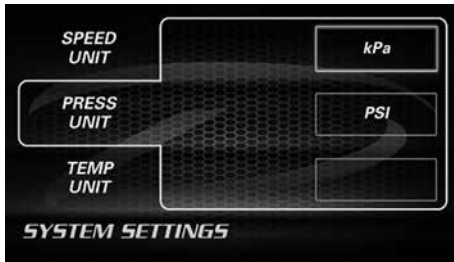 SPEED
UNIT
kPa
PRESS
UNIT
PSI
TEMP
UNIT
SYSTEM SETTINGS